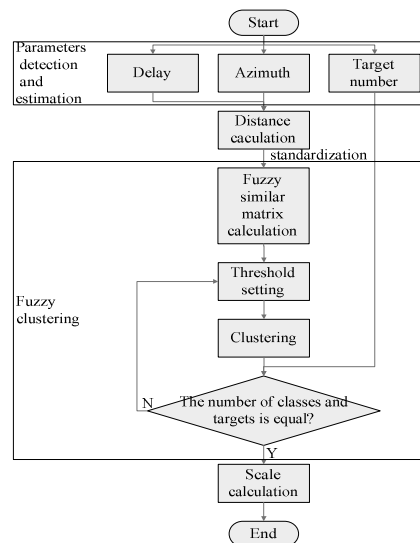 Start
Parameters
detection
and
estimation
Delay
Azimuth
Target
number
Distance
caculation
standardization
Fuzzy
similar
matrix
calculation
Threshold
setting
Fuzzy
clustering
Clustering
The number of classes and
targets is equal?
N
Y
Scale
calculation
End